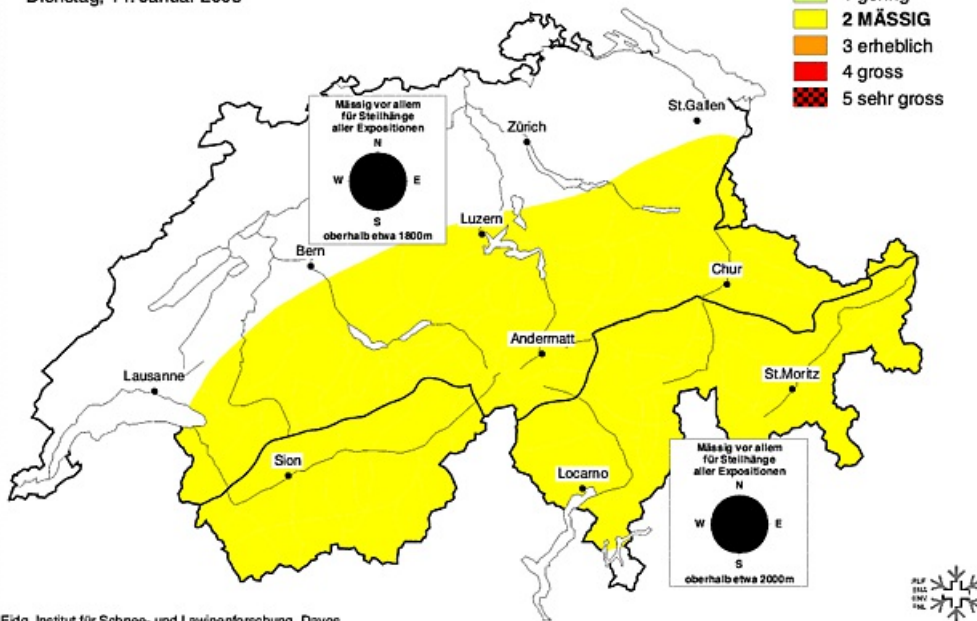 2 MÄSSIG
3 erheblich
4 gross
5 sehr gross
St.Gallen
Zürich
Mässig vor allem
für Steilhänge
aller Expositionen
N
W E
S
oberhalb etwa 1800m
Luzern
Bern
Chur
Andermatt
Lausanne
St.Moritz
Sion
Locarno
Mässig vor allem
für Steilhänge
aller Expositionen
N
W E
S
oberhalb etwa 2000m
SLF
Eidg. Institut für Schnee- und Lawinenforschung, Davos